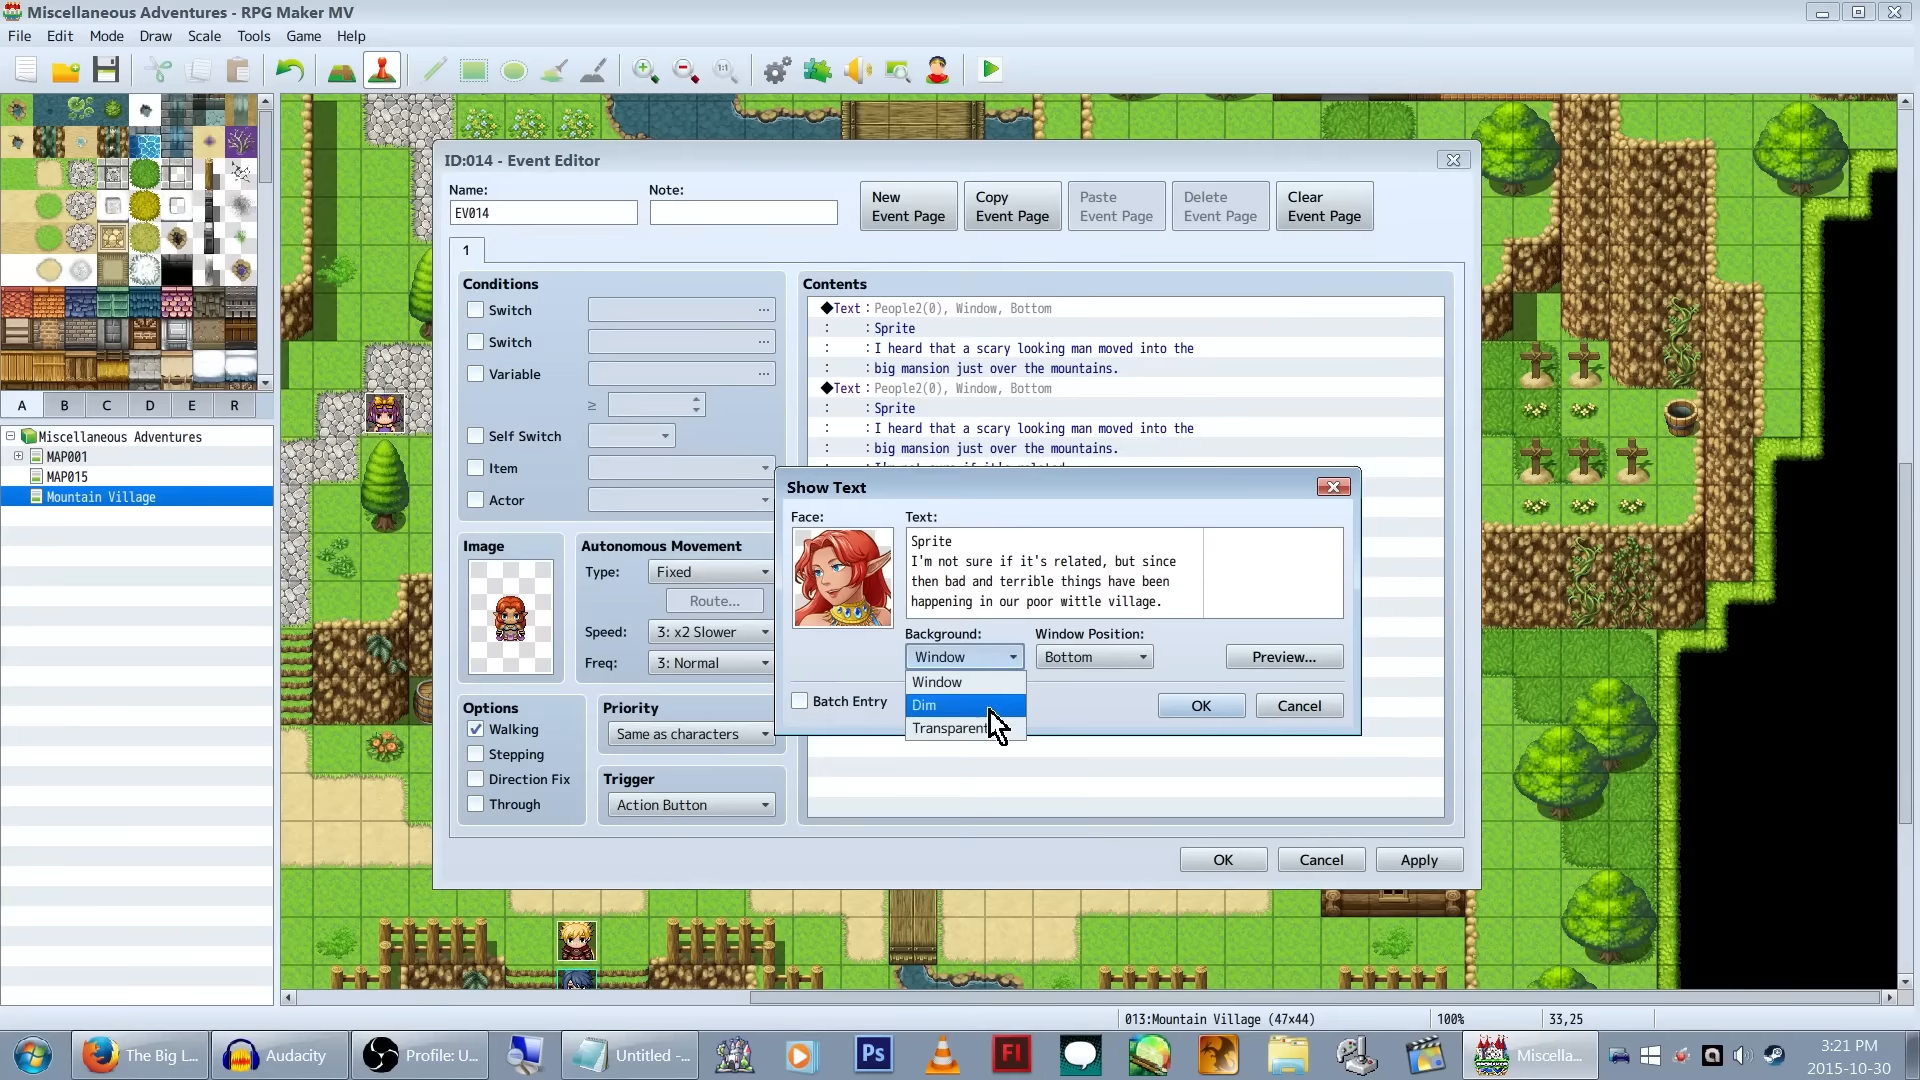 Miscellaneous Adventures - RPG Maker MV
File Edit Mode Draw Scale Tools Game Help
1:1
ID:014 - Event Editor
Name:
Note:
EV014
New
Event Page
Copy
Event Page
Paste
Event Page
Delete
Event Page
Clear
Event Page
1
Conditions
Switch ...
Switch ...
Variable ...
≥
Self Switch
Item
Actor
Image
Autonomous Movement
Type: Fixed
Route...
Speed: 3: x2 Slower
Freq: 3: Normal
Options
Walking
Stepping
Direction Fix
Through
Priority
Same as characters
Trigger
Action Button
Contents
◆Text : People2(0), Window, Bottom
: : Sprite
: : I heard that a scary looking man moved into the
: : big mansion just over the mountains.
◆Text : People2(0), Window, Bottom
: : Sprite
: : I heard that a scary looking man moved into the
: : big mansion just over the mountains.
: : I'm not sure if it's related
Show Text
Face:
Text:
Sprite
I'm not sure if it's related, but since
then bad and terrible things have been
happening in our poor wittle village.
Background:
Window Position:
Window
Bottom
Preview...
Window
Dim
Transparent
Batch Entry
OK
Cancel
OK
Cancel
Apply
A B C D E R
Miscellaneous Adventures
MAP001
MAP015
Mountain Village
013:Mountain Village (47x44)
100%
33,25
The Big L...
Audacity
Profile: U...
Untitled -...
Ps
Fl
Miscella...
a
3:21 PM
2015-10-30